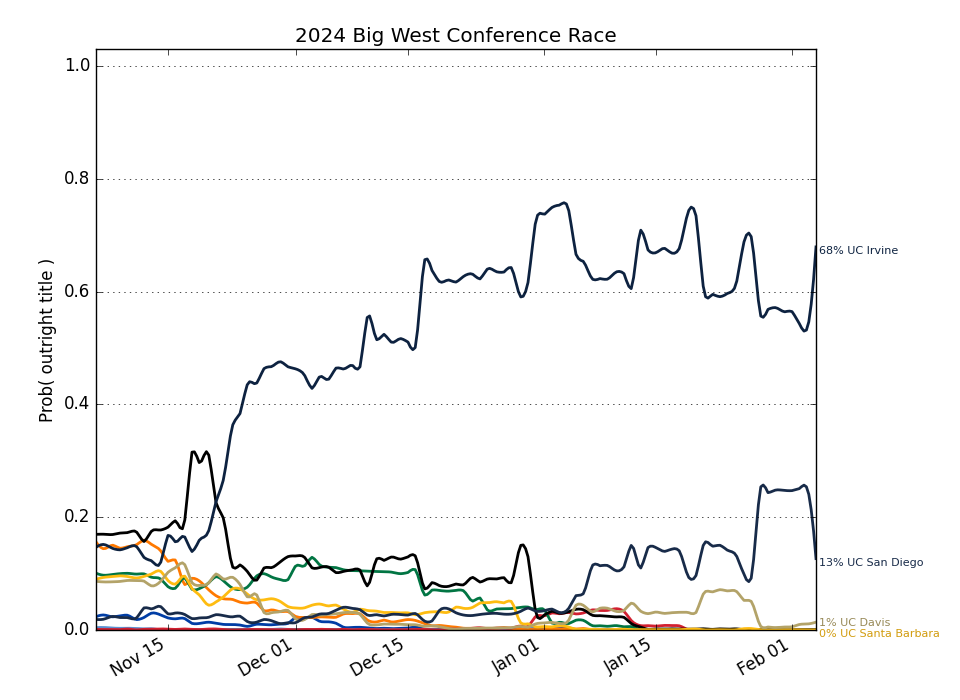 2024 Big West Conference Race
1.0
0.8
0.6
0.4
0.2
0.0
Prob( outright title )
68% UC Irvine
13% UC San Diego
1% UC Davis
0% UC Santa Barbara
Nov 15
Dec 01
Dec 15
Jan 01
Jan 15
Feb 01